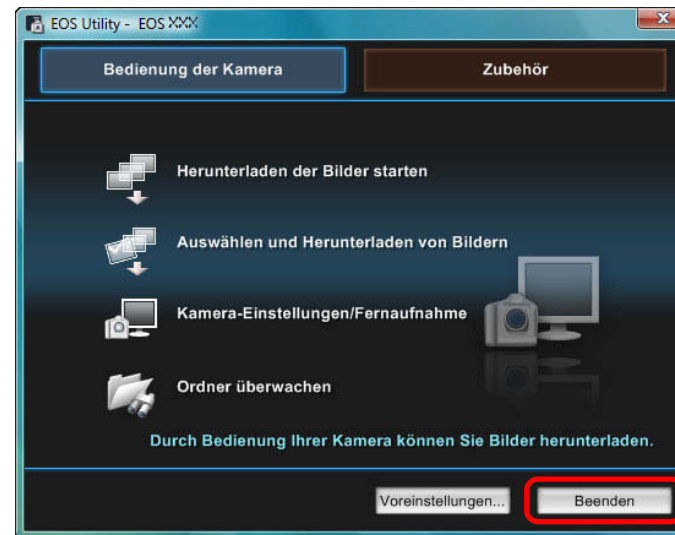 EOS Utility - EOS XXX
Bedienung der Kamera
Zubehör
Herunterladen der Bilder starten
Auswählen und Herunterladen von Bildern
Kamera-Einstellungen/Fernaufnahme
Ordner überwachen
Durch Bedienung Ihrer Kamera können Sie Bilder herunterladen.
Voreinstellungen...
Beenden